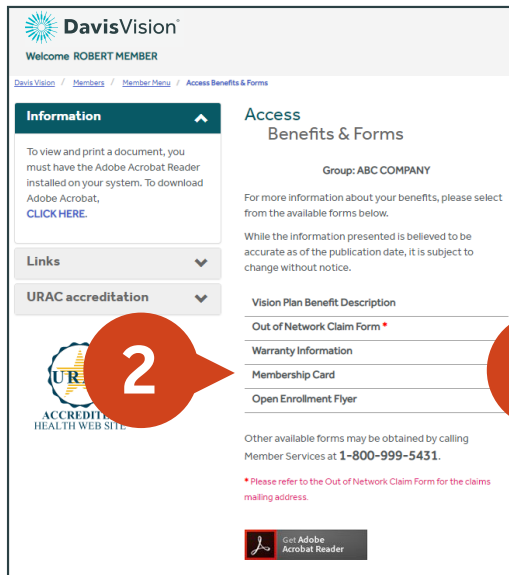 DavisVision
Welcome ROBERT MEMBER
Davis Vision / Members / Member Menu / Access Benefits & Forms
Information
To view and print a document, you
must have the Adobe Acrobat Reader
installed on your system. To download
Adobe Acrobat,
CLICK HERE.
Links
URAC accreditation
UR
ACCREDITE
HEALTH WEB SITE
2
Access
Benefits & Forms
Group: ABC COMPANY
For more information about your benefits, please select
from the available forms below.
While the information presented is believed to be
accurate as of the publication date, it is subject to
change without notice.
Vision Plan Benefit Description
Out of Network Claim Form *
Warranty Information
Membership Card
Open Enrollment Flyer
Other available forms may be obtained by calling
Member Services at 1-800-999-5431.
* Please refer to the Out of Network Claim Form for the claims
mailing address.
Get Adobe
Acrobat Reader